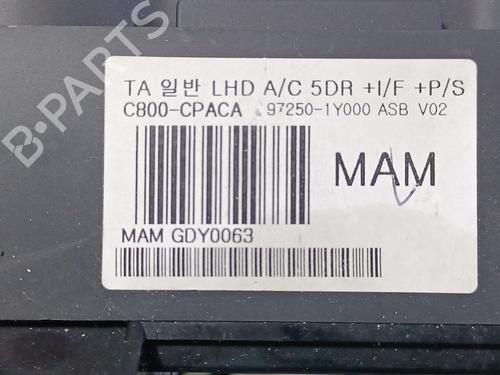 TA 일반 LHD A/C 5DR +I/F +P/S
C800-CPACA 97250-1Y000 ASB V02
MAM
MAM GDY0063
B-PARTS